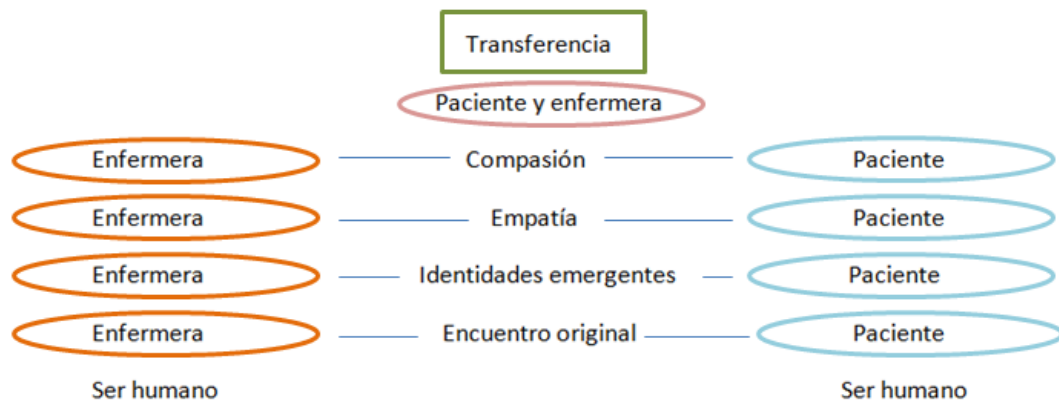 Transferencia
Paciente y enfermera
Enfermera Compasión Paciente
Enfermera Empatía Paciente
Enfermera Identidades emergentes Paciente
Enfermera Encuentro original Paciente
Ser humano Ser humano